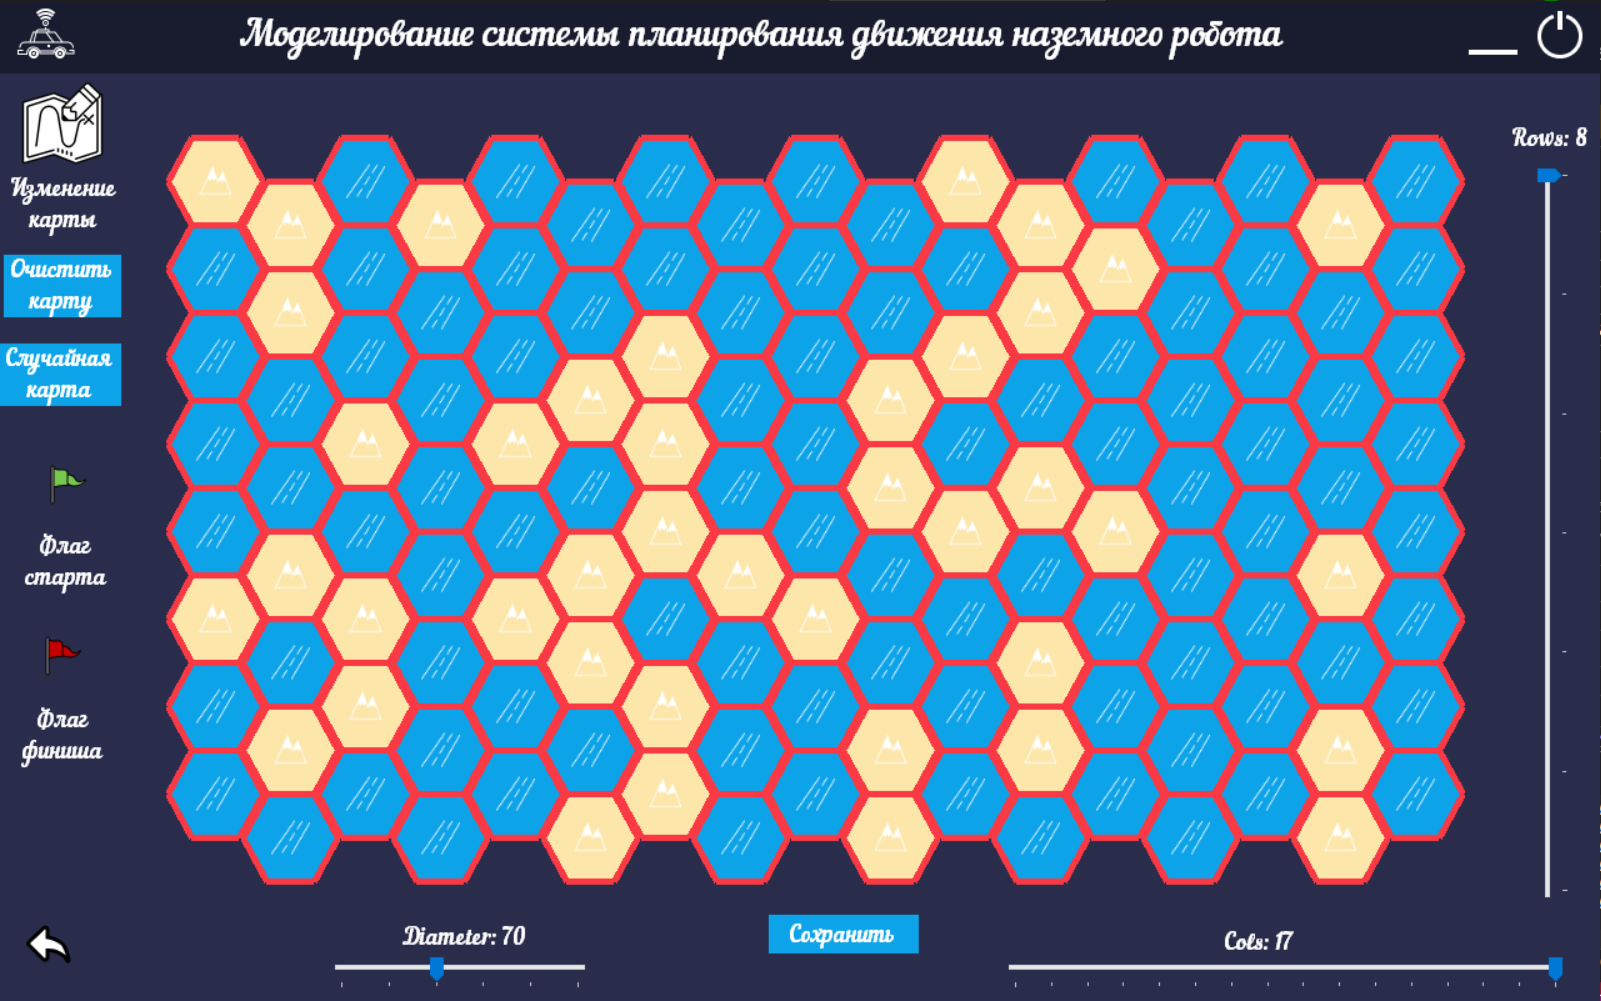 Моделирование системы планирования движения наземного робота
Rows: 8
Изменение
карты
Очистить
карту
Случайная
карта
Флаг
старта
Флаг
финиша
Diameter: 70
Сохранить
Cols: 17